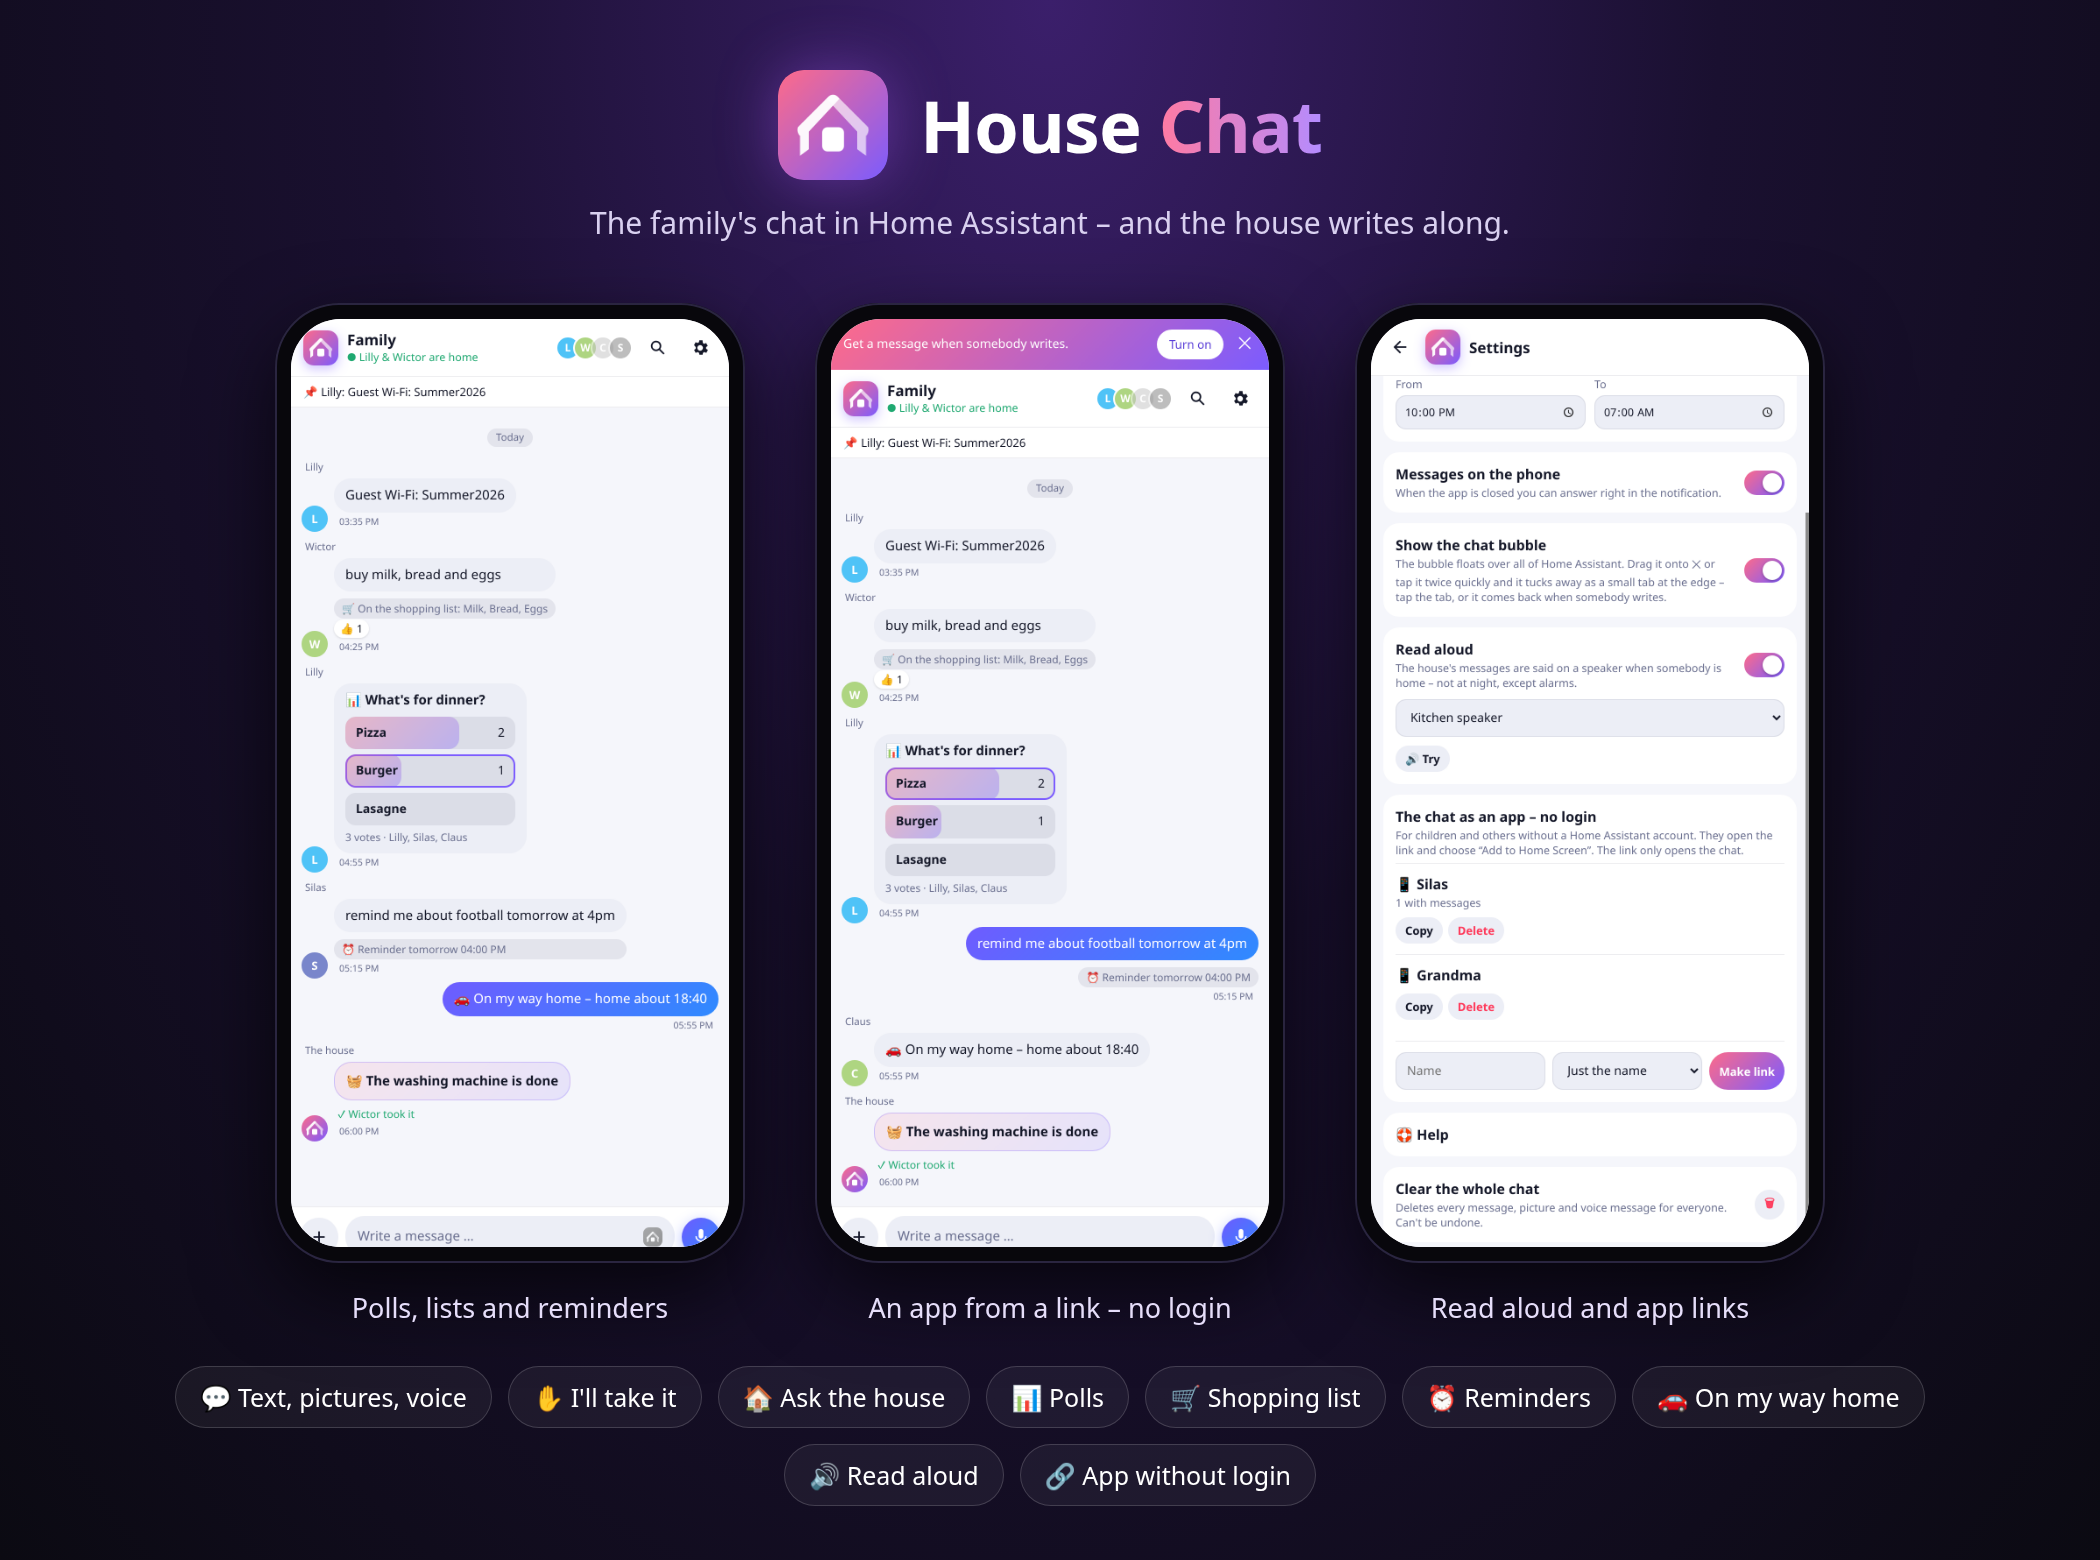 House Chat
The family's chat in Home Assistant – and the house writes along.
Family
Lilly & Wictor are home
L W C S
📌 Lilly: Guest Wi-Fi: Summer2026
Today
Lilly
Guest Wi-Fi: Summer2026
L
03:35 PM
Wictor
buy milk, bread and eggs
🛒 On the shopping list: Milk, Bread, Eggs
👍 1
W
04:25 PM
Lilly
📊 What's for dinner?
Pizza 2
Burger 1
Lasagne
3 votes · Lilly, Silas, Claus
L
04:55 PM
Silas
remind me about football tomorrow at 4pm
⏰ Reminder tomorrow 04:00 PM
S
05:15 PM
🚗 On my way home – home about 18:40
05:55 PM
The house
🧺 The washing machine is done
✓ Wictor took it
06:00 PM
+ Write a message ...
Polls, lists and reminders
Get a message when somebody writes. Turn on
Family
Lilly & Wictor are home
L W C S
📌 Lilly: Guest Wi-Fi: Summer2026
Today
Lilly
Guest Wi-Fi: Summer2026
L
03:35 PM
Wictor
buy milk, bread and eggs
🛒 On the shopping list: Milk, Bread, Eggs
👍 1
W
04:25 PM
Lilly
📊 What's for dinner?
Pizza 2
Burger 1
Lasagne
3 votes · Lilly, Silas, Claus
L
04:55 PM
remind me about football tomorrow at 4pm
⏰ Reminder tomorrow 04:00 PM
05:15 PM
Claus
🚗 On my way home – home about 18:40
C
05:55 PM
The house
🧺 The washing machine is done
✓ Wictor took it
06:00 PM
+ Write a message ...
An app from a link – no login
Settings
From To
10:00 PM 07:00 AM
Messages on the phone
When the app is closed you can answer right in the notification.
Show the chat bubble
The bubble floats over all of Home Assistant. Drag it onto ✕ or
tap it twice quickly and it tucks away as a small tab at the edge –
tap the tab, or it comes back when somebody writes.
Read aloud
The house's messages are said on a speaker when somebody is
home – not at night, except alarms.
Kitchen speaker
🔊 Try
The chat as an app – no login
For children and others without a Home Assistant account. They open the
link and choose “Add to Home Screen”. The link only opens the chat.
📱 Silas
1 with messages
Copy Delete
📱 Grandma
Copy Delete
Name Just the name Make link
🛟 Help
Clear the whole chat
Deletes every message, picture and voice message for everyone.
Can't be undone.
Read aloud and app links
💬 Text, pictures, voice
✋ I'll take it
🏠 Ask the house
📊 Polls
🛒 Shopping list
⏰ Reminders
🚗 On my way home
🔊 Read aloud
🔗 App without login